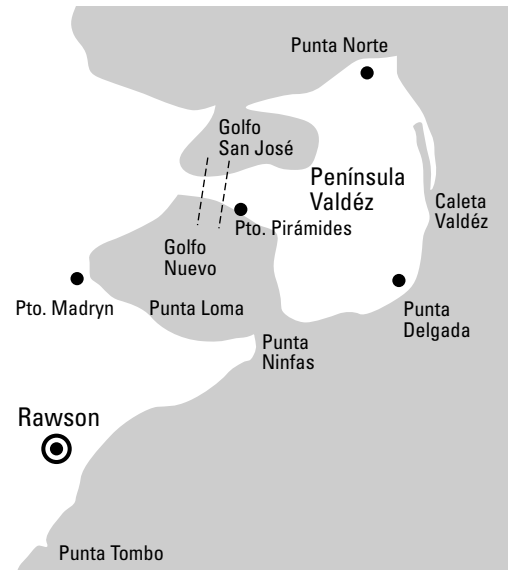 Punta Norte
Golfo
San José
Península
Valdéz
Caleta
Valdéz
Pto. Pirámides
Golfo
Nuevo
Pto. Madryn
Punta Loma
Punta
Delgada
Punta
Ninfas
Rawson
Punta Tombo